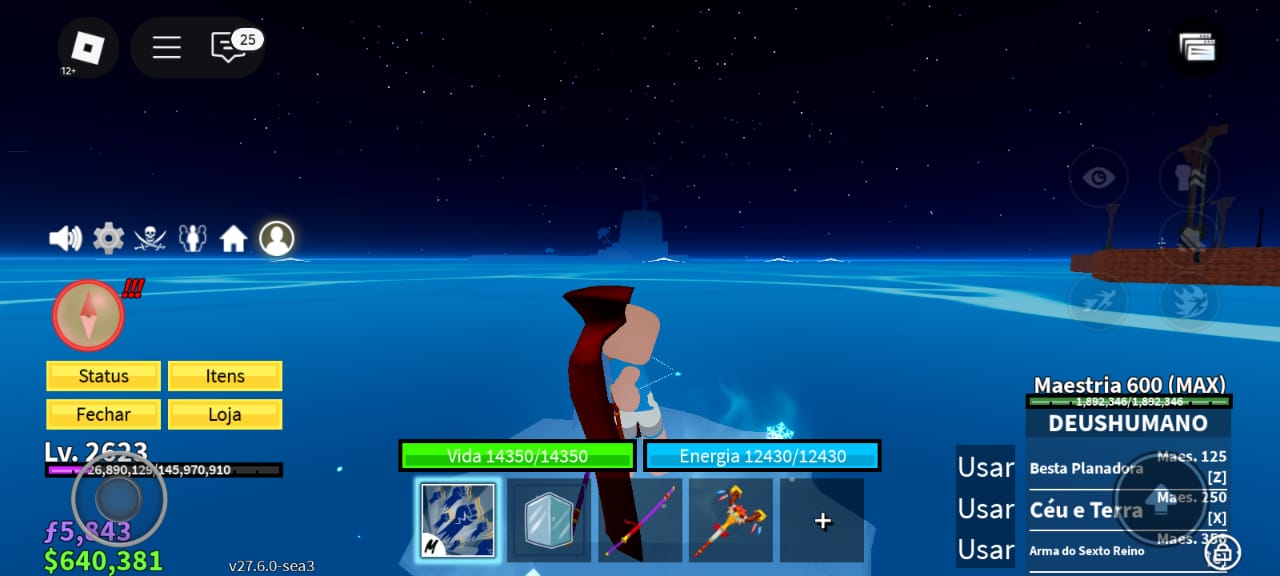 25
12+
!!!
Status
Itens
Fechar
Loja
Lv. 2623
26,890,129/145,970,910
ƒ5,843
$640,381
v27.6.0-sea3
Vida 14350/14350
Energia 12430/12430
M
+
Maestria 600 (MAX)
1,892,346/1,892,346
DEUSHUMANO
Maes. 125
Usar Besta Planadora [Z]
Maes. 250
Usar Céu e Terra [X]
Maes. 350
Usar Arma do Sexto Reino